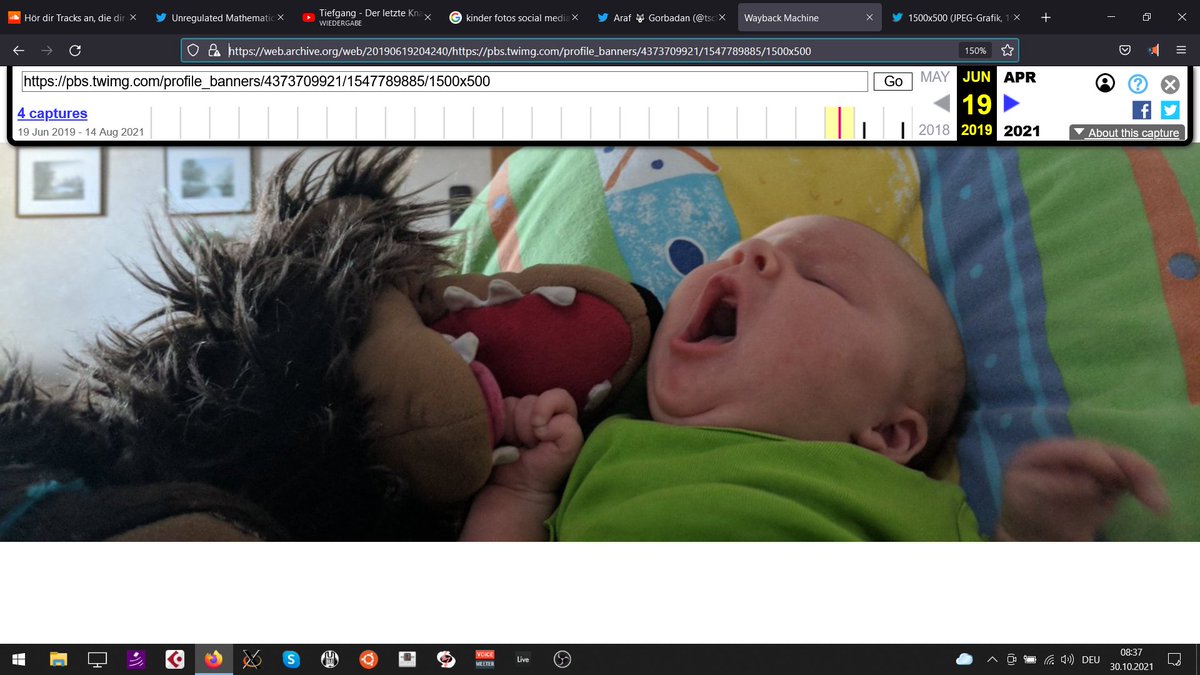 Hör dir Tracks an, die dir
Unregulated Mathematic
Tiefgang - Der letzte Kna
WIEDERGABE
kinder fotos social media
Araf Gorbadan (@tsc
Wayback Machine
1500x500 (JPEG-Grafik, 1
https://web.archive.org/web/20190619204240/https://pbs.twimg.com/profile_banners/4373709921/1547789885/1500x500
150%
https://pbs.twimg.com/profile_banners/4373709921/1547789885/1500x500
Go
MAY
JUN
APR
4 captures
19
19 Jun 2019 - 14 Aug 2021
2018
2019
2021
About this capture
VOICE
MEETER
Live
DEU
08:37
30.10.2021